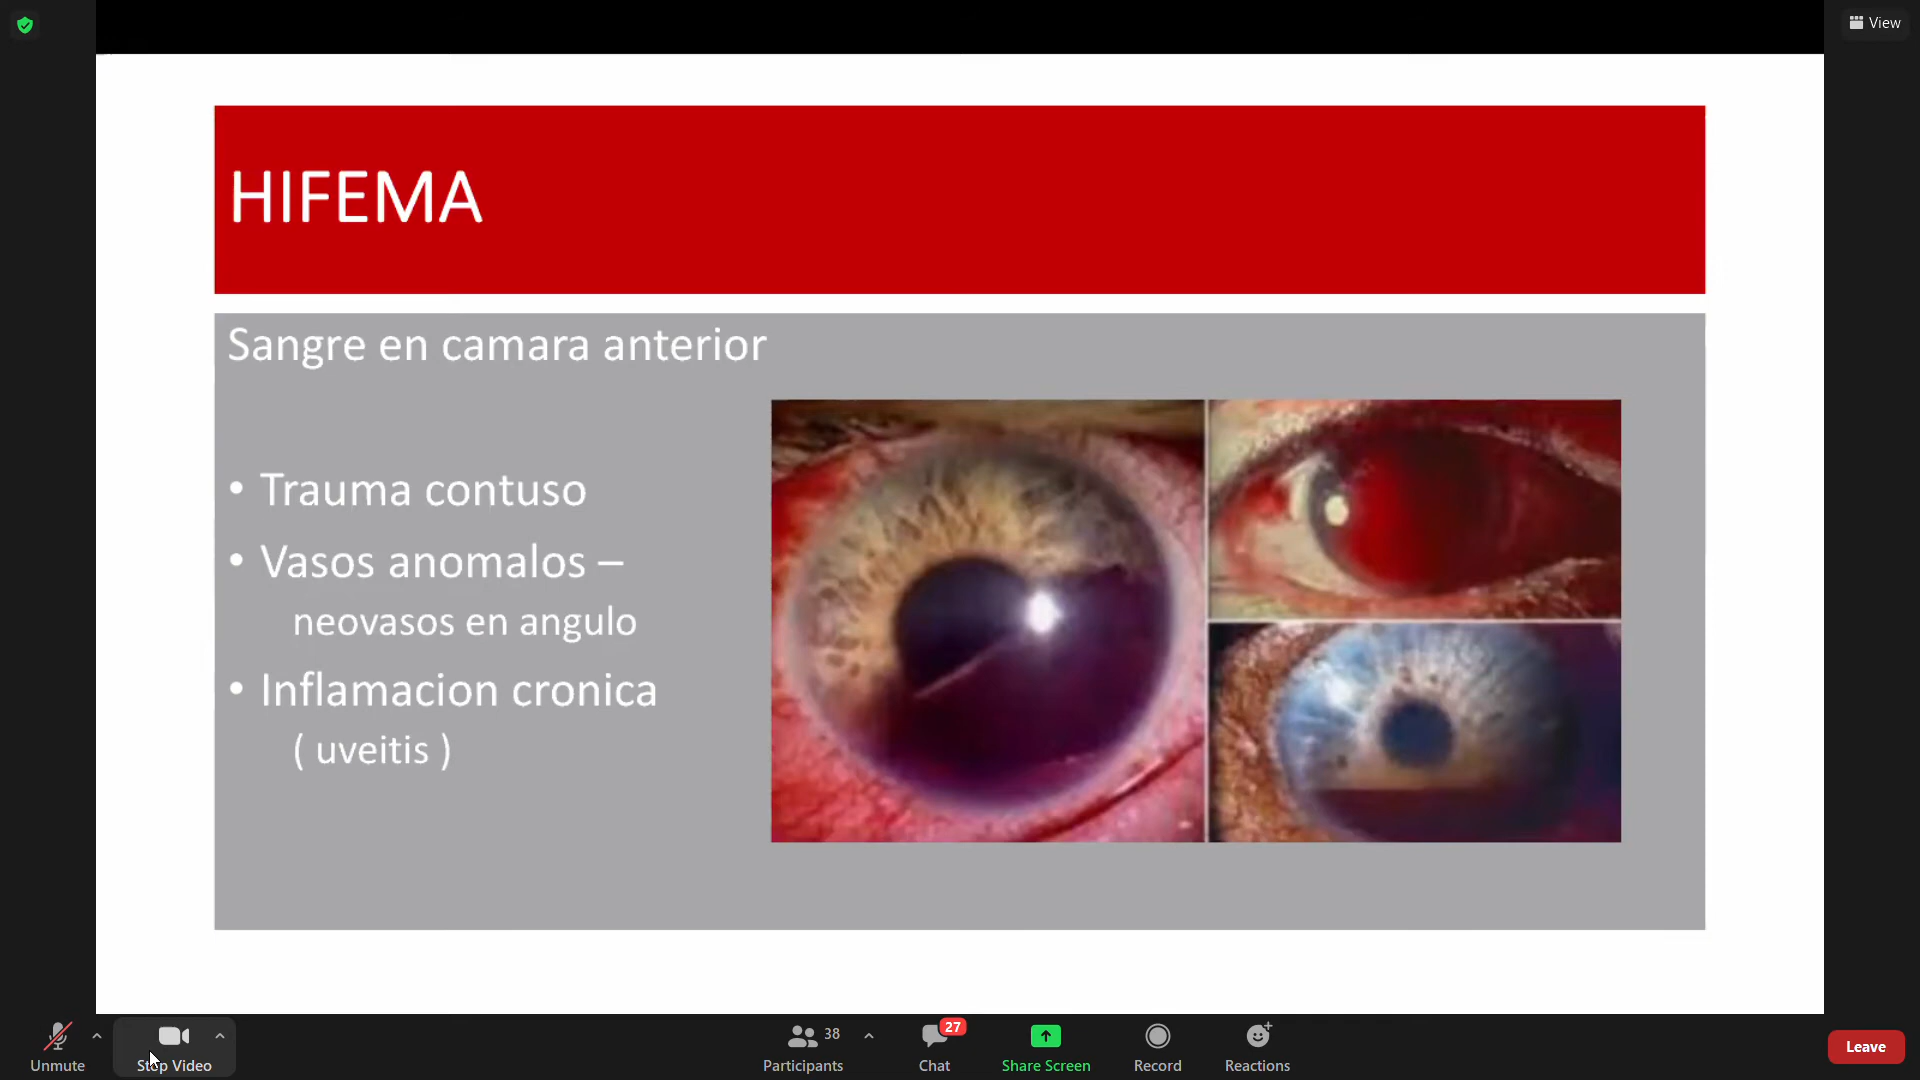 View
HIFEMA
Sangre en camara anterior
• Trauma contuso
• Vasos anomalos –
neovasos en angulo
• Inflamacion cronica
( uveitis )
Unmute
Stop Video
38
Participants
27
Chat
Share Screen
Record
Reactions
Leave